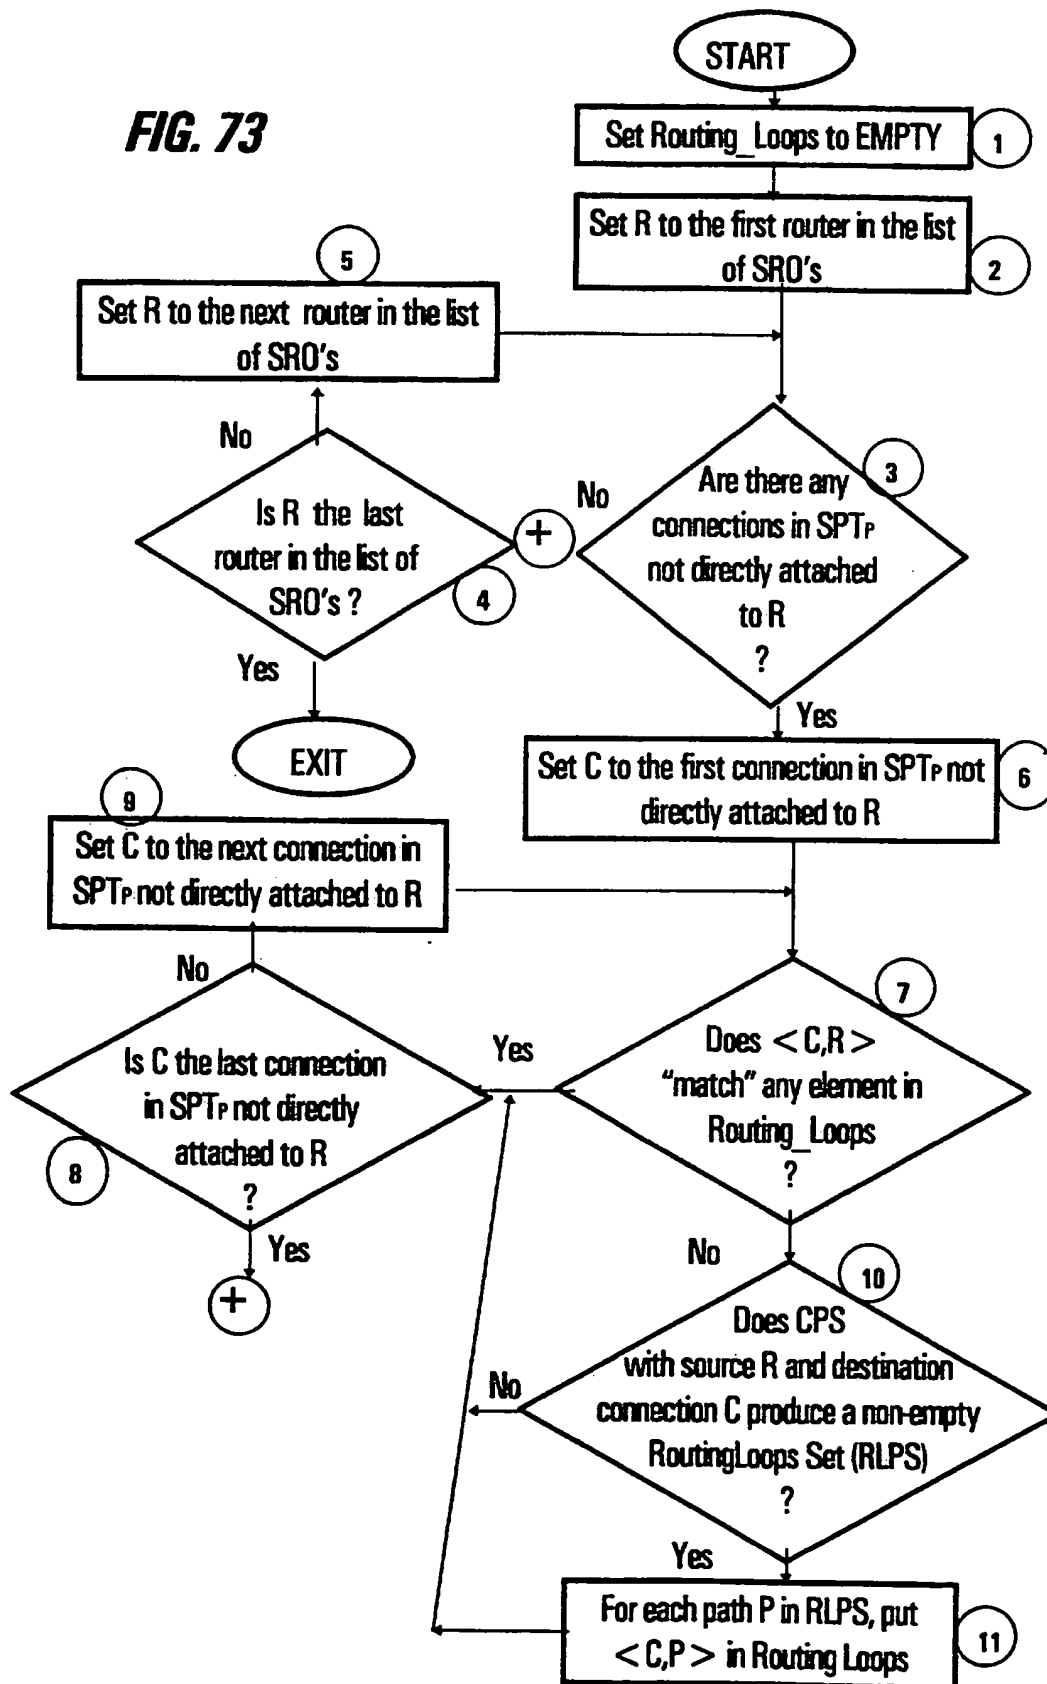 FIG. 73
START
Set Routing_Loops to EMPTY
1
Set R to the first router in the list
of SRO's
2
5
Set R to the next router in the list
of SRO's
No
Is R the last
router in the list of
SRO's ?
4
+
Yes
EXIT
3
No
Are there any
connections in SPTP
not directly attached
to R
?
Yes
Set C to the first connection in SPTP not
directly attached to R
6
9
Set C to the next connection in
SPTP not directly attached to R
No
Is C the last connection
in SPTP not directly
attached to R
?
8
Yes
+
7
Yes
Does <C,R>
"match" any element in
Routing_Loops
?
No
10
Does CPS
with source R and destination
connection C produce a non-empty
RoutingLoops Set (RLPS)
?
No
Yes
For each path P in RLPS, put
<C,P> in Routing Loops
11